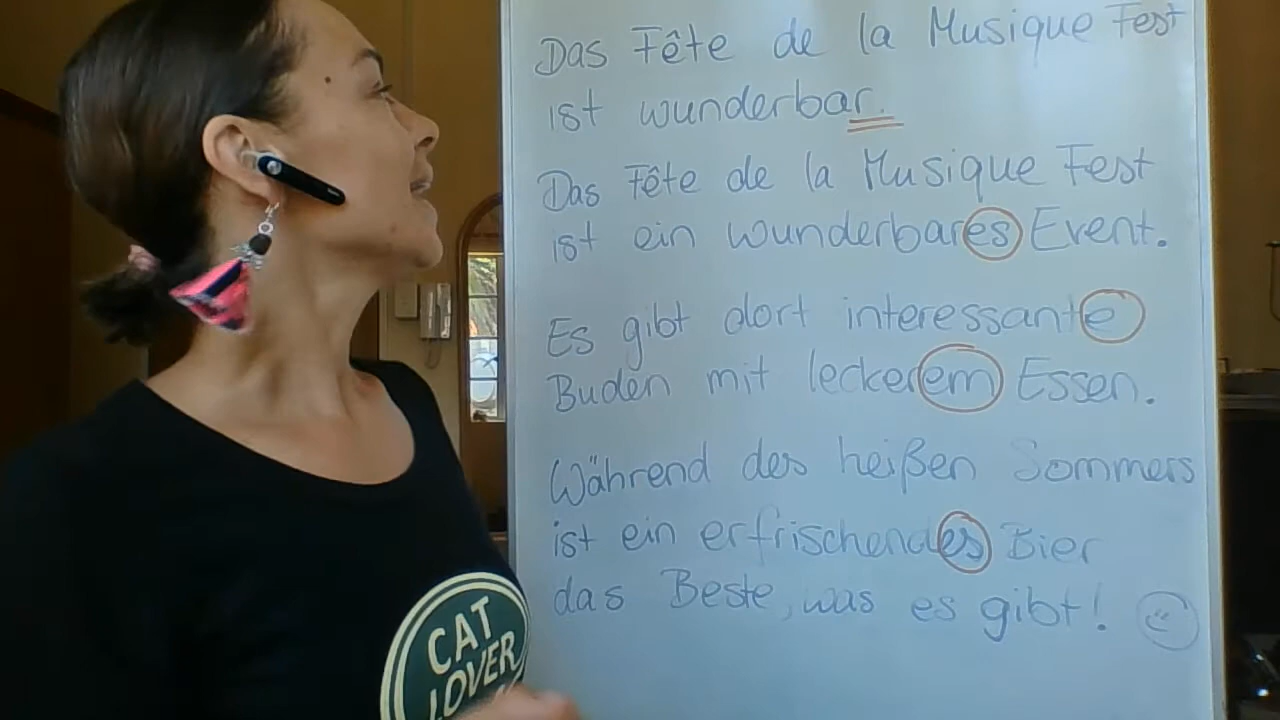 Das Fête de la Musique Fest
ist wunderbar.
Das Fête de la Musique Fest
ist ein wunderbares Event.
Es gibt dort interessante
Buden mit leckerem Essen.
Während des heißen Sommers
ist ein erfrischendes Bier
das Beste, was es gibt!
CAT
LOVER